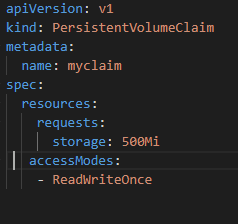 apiVersion: v1
kind: PersistentVolumeClaim
metadata:
  name: myclaim
spec:
  resources:
    requests:
      storage: 500Mi
   accessModes:
    - ReadWriteOnce